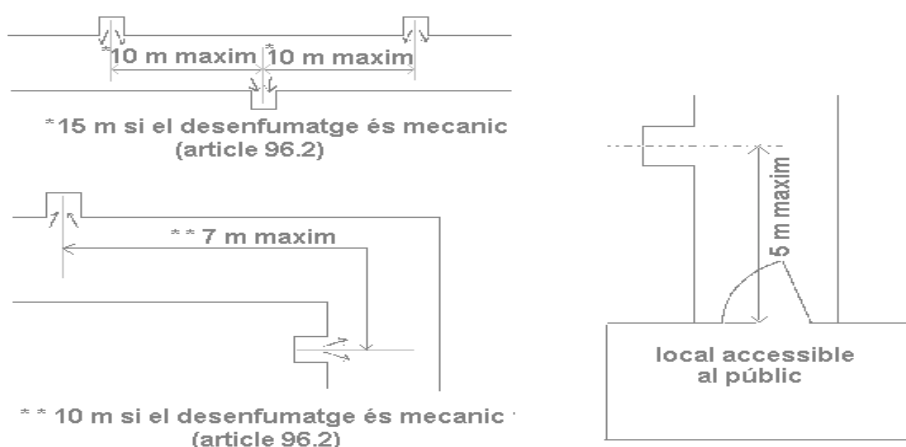 *10 m maxim *10 m maxim
*15 m si el desenfumatge és mecanic
(article 96.2)
** 7 m maxim
** 10 m si el desenfumatge és mecanic
(article 96.2)
5 m maxim
local accessible
al públic